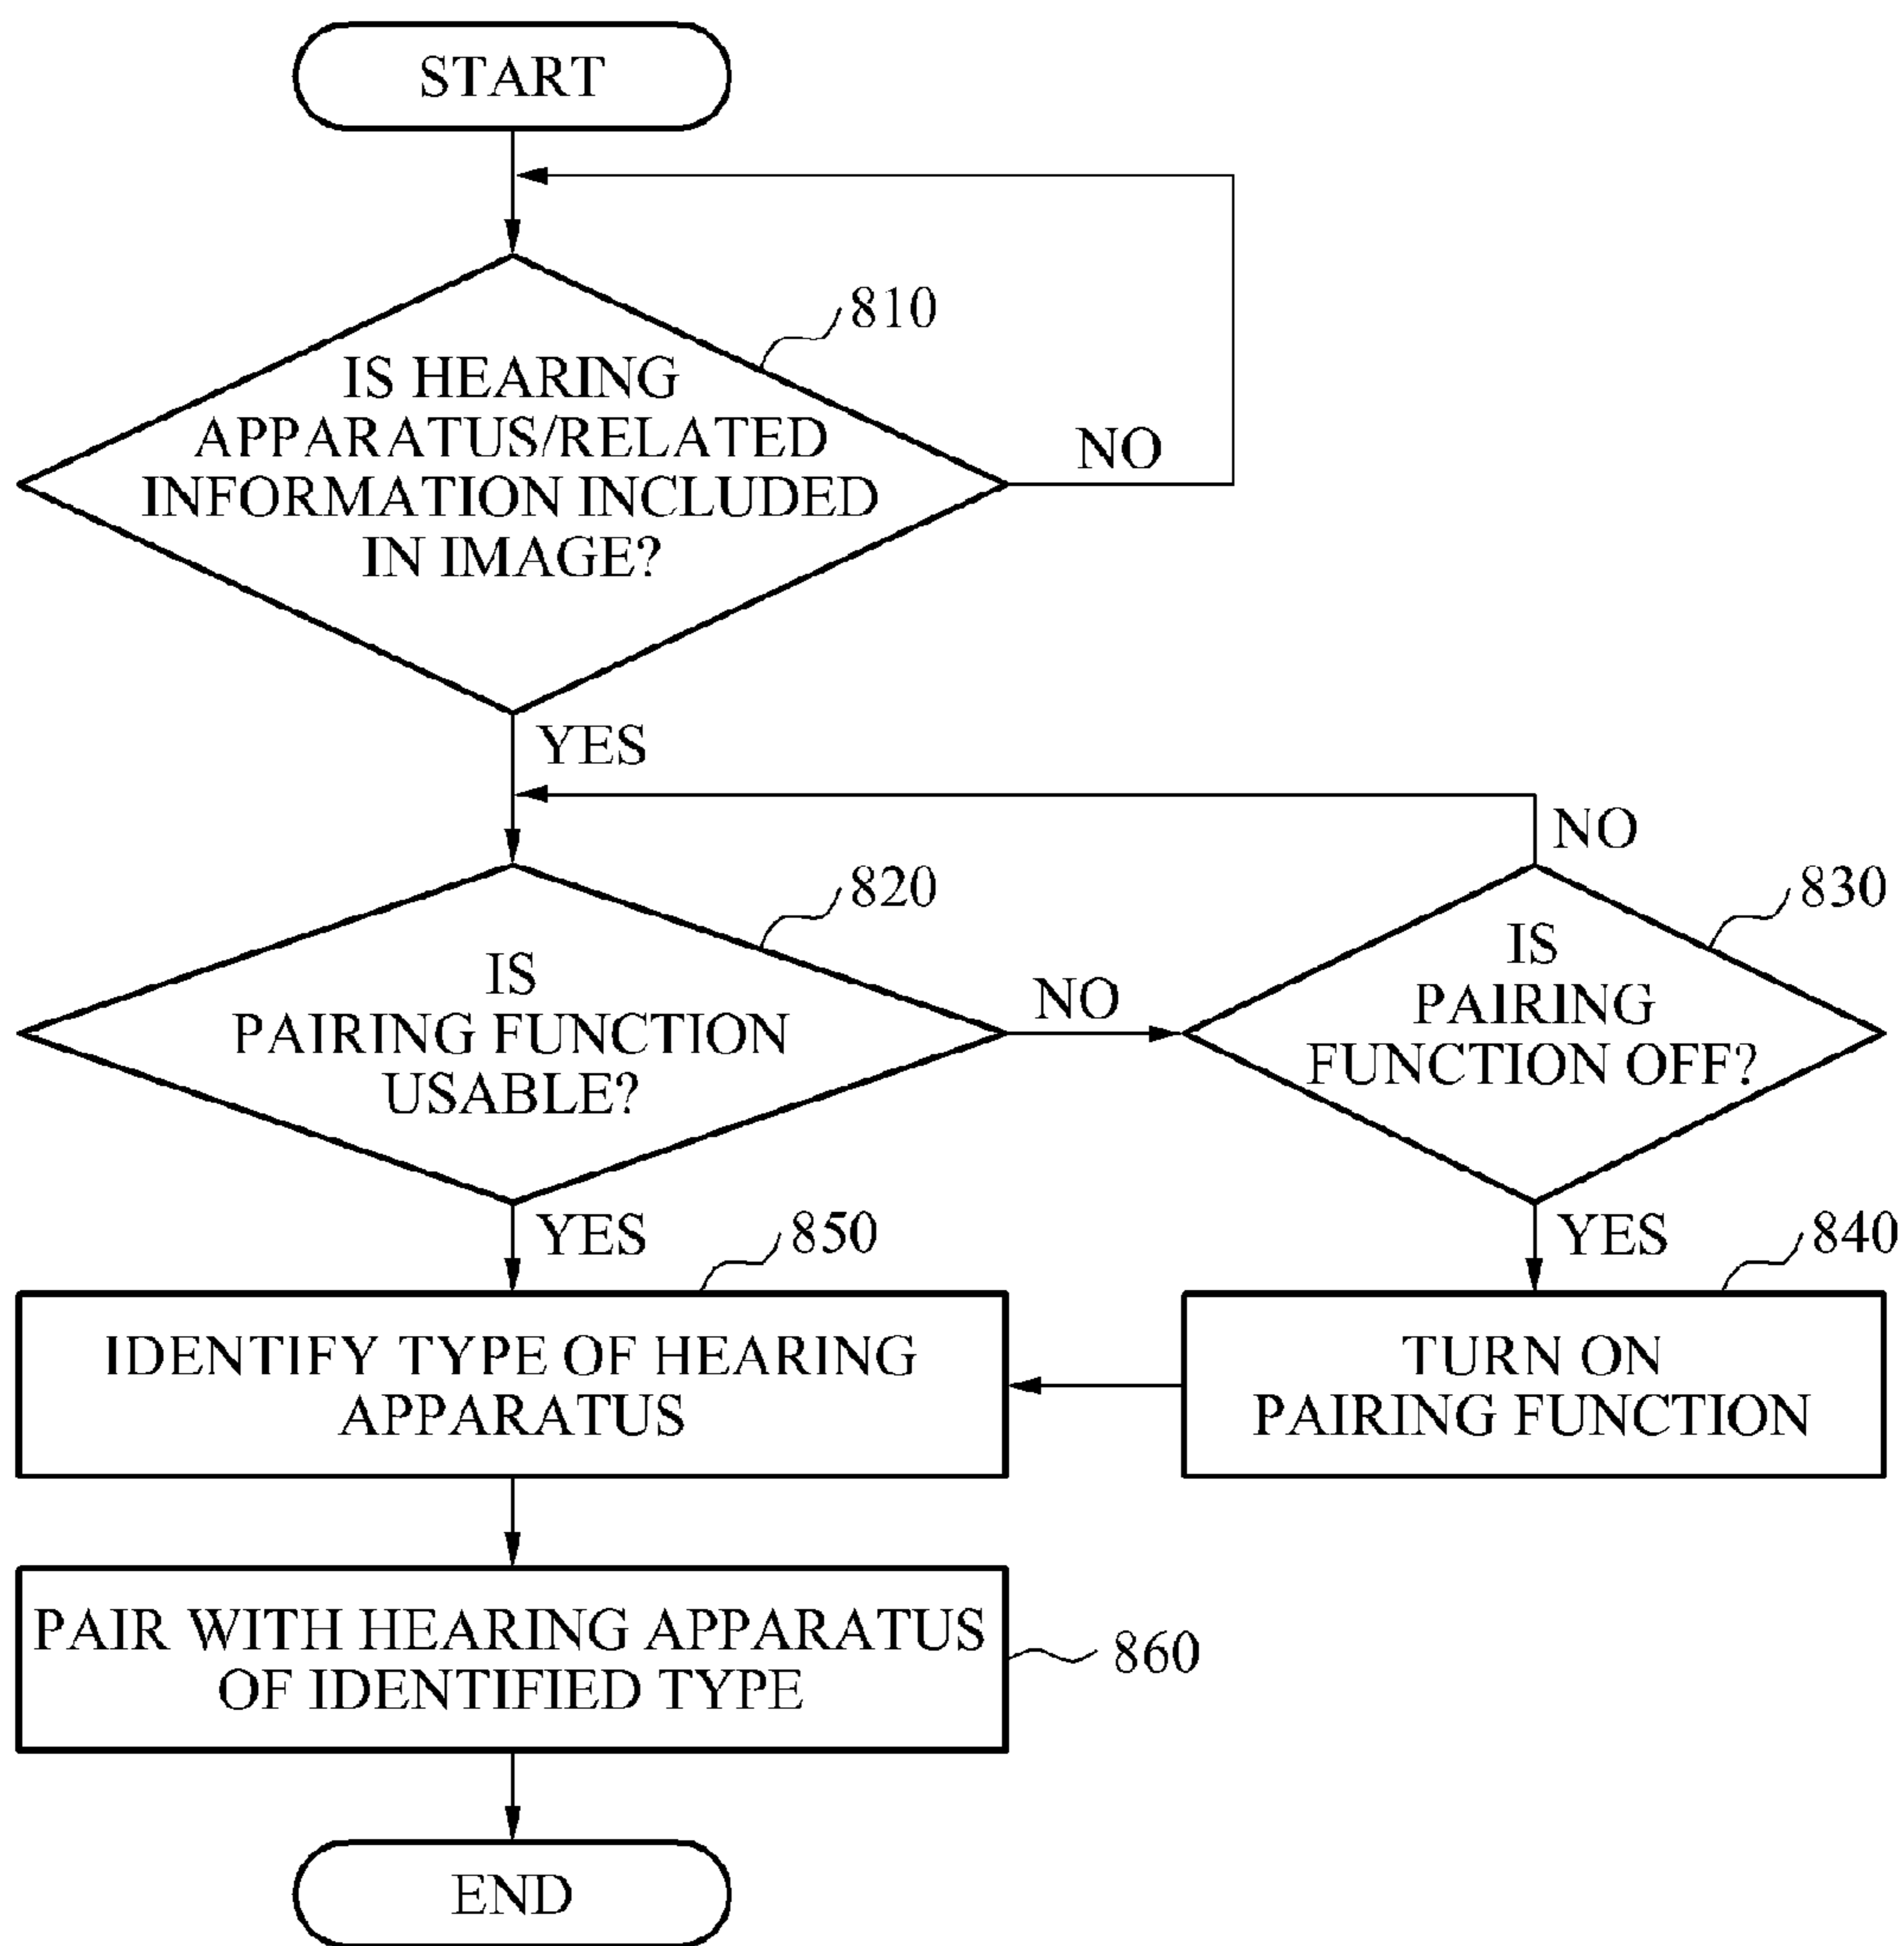 START
810
IS HEARING
APPARATUS/RELATED
INFORMATION INCLUDED
IN IMAGE?
NO
YES
NO
820
830
IS
PAIRING FUNCTION
USABLE?
NO
IS
PAIRING
FUNCTION OFF?
YES
850
YES
840
IDENTIFY TYPE OF HEARING
APPARATUS
TURN ON
PAIRING FUNCTION
PAIR WITH HEARING APPARATUS
OF IDENTIFIED TYPE
860
END